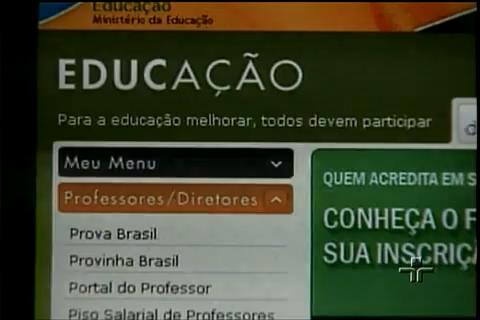 Educação
Ministério da Educação
EDUCAÇÃO
Para a educação melhorar, todos devem participar
Meu Menu
Professores/Diretores
QUEM ACREDITA EM S
Prova Brasil
CONHEÇA O F
Provinha Brasil
SUA INSCRIÇ
Portal do Professor
Piso Salarial de Professores